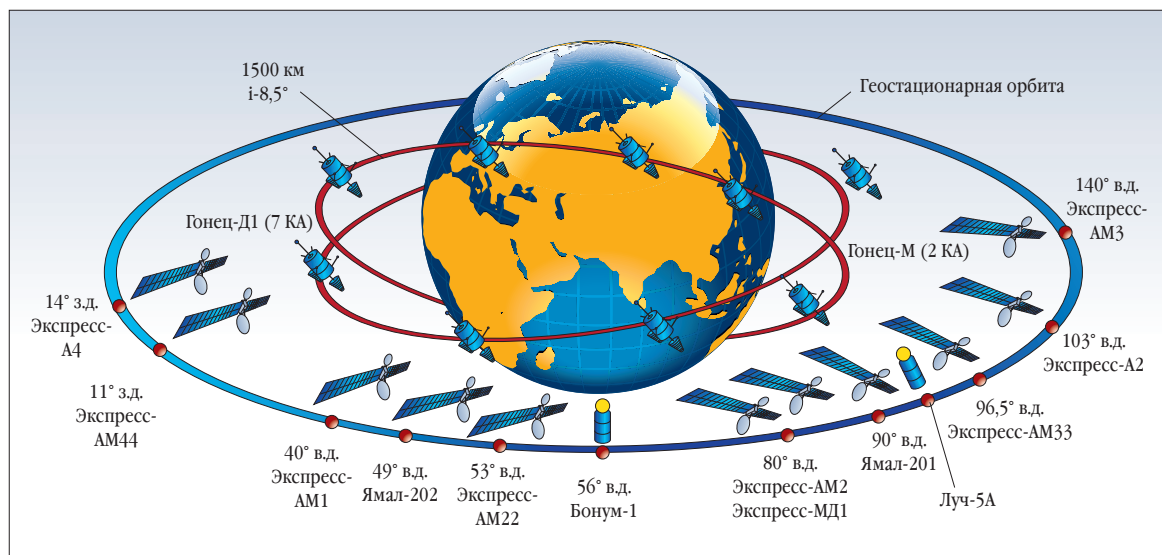 1500 км
i-8,5°
Геостационарная орбита
140° в.д.
Экспресс-
АМ3
Гонец-Д1 (7 КА)
Гонец-М (2 КА)
14° з.д.
Экспресс-
А4
103° в.д.
Экспресс-А2
11° з.д.
Экспресс-
АМ44
96,5° в.д.
Экспресс-АМ33
40° в.д.
Экспресс-
АМ1
49° в.д.
Ямал-202
53° в.д.
Экспресс-
АМ22
56° в.д.
Бонум-1
80° в.д.
Экспресс-АМ2
Экспресс-МД1
90° в.д.
Ямал-201
Луч-5А